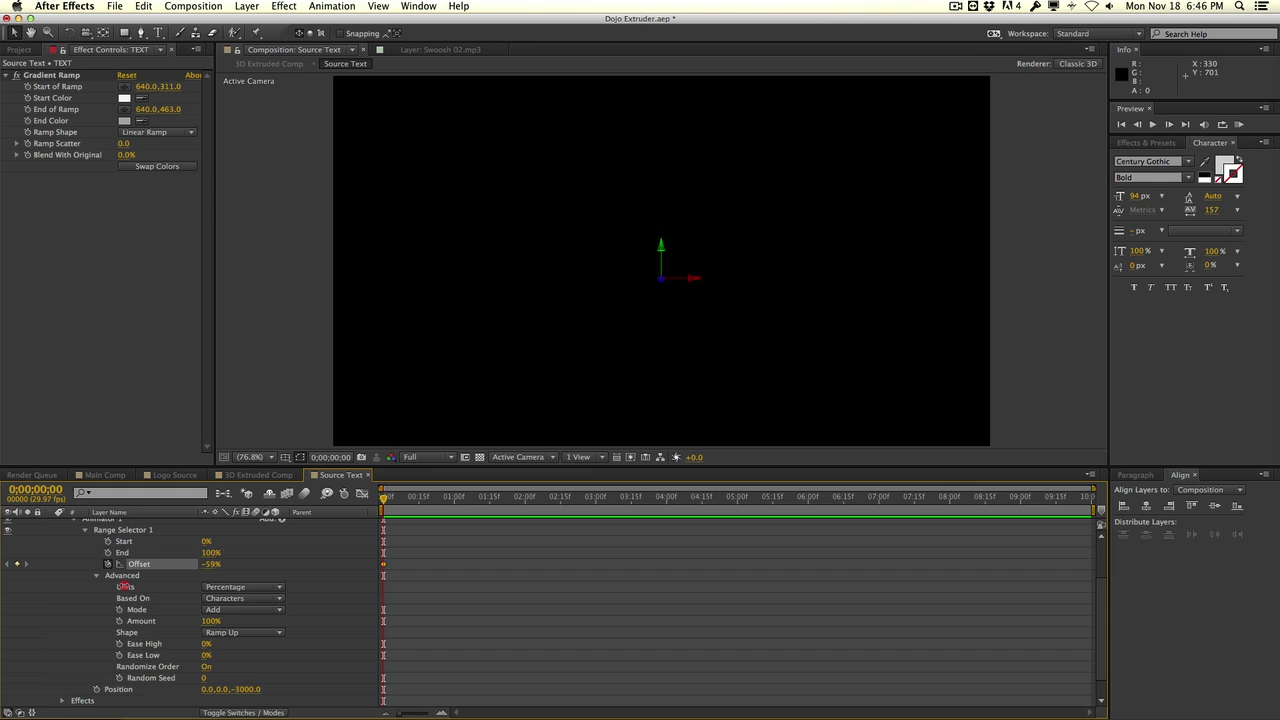 After Effects File Edit Composition Layer Effect Animation View Window Help 4 Mon Nov 18 6:46 PM
Dojo Extruder.aep *
Snapping Workspace: Standard Search Help
Project Effect Controls: TEXT Composition: Source Text Layer: Swoosh 02.mp3 Info
Source Text • TEXT 3D Extruded Comp Source Text Renderer: Classic 3D
Gradient Ramp Reset Abou
Start of Ramp 640.0,311.0
Start Color
End of Ramp 640.0,463.0
End Color
Ramp Shape Linear Ramp
Ramp Scatter 0.0
Blend With Original 0.0%
Swap Colors
Active Camera
R: X: 330
G: Y: 701
B:
A: 0
Preview
Effects & Presets Character
Century Gothic
Bold
94 px Auto
Metrics 157
- px
100% 100%
0 px 0%
T T TT Tr T¹ T₁
(76.8%) 0;00;00;00 Full Active Camera 1 View +0.0
Render Queue Main Comp Logo Source 3D Extruded Comp Source Text
Paragraph Align
Align Layers to: Composition
Distribute Layers:
0;00;00;00
00000 (29.97 fps)
00:15f 01:00f 01:15f 02:00f 02:15f 03:00f 03:15f 04:00f 04:15f 05:00f 05:15f 06:00f 06:15f 07:00f 07:15f 08:00f 08:15f 09:00f 09:15f 10:0
# Layer Name Parent
Animator 1 Add:
Range Selector 1
Start 0%
End 100%
Offset -59%
Advanced
Units Percentage
Based On Characters
Mode Add
Amount 100%
Shape Ramp Up
Ease High 0%
Ease Low 0%
Randomize Order On
Random Seed 0
Position 0.0,0.0,-3000.0
Effects
Toggle Switches / Modes